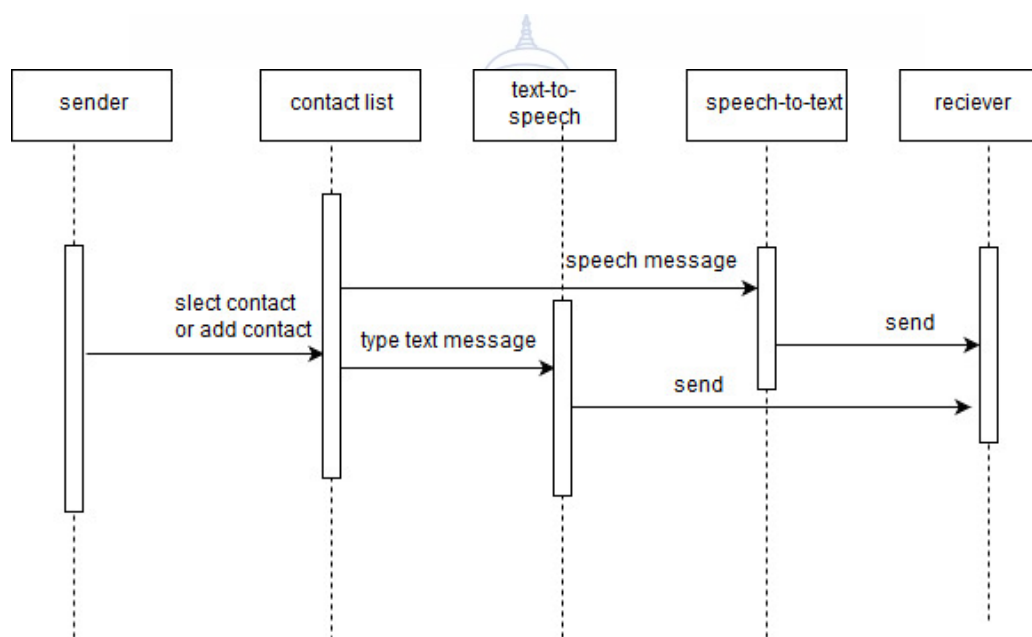 sender
contact list
text-to-
speech
speech-to-text
reciever
speech message
slect contact
or add contact
type text message
send
send